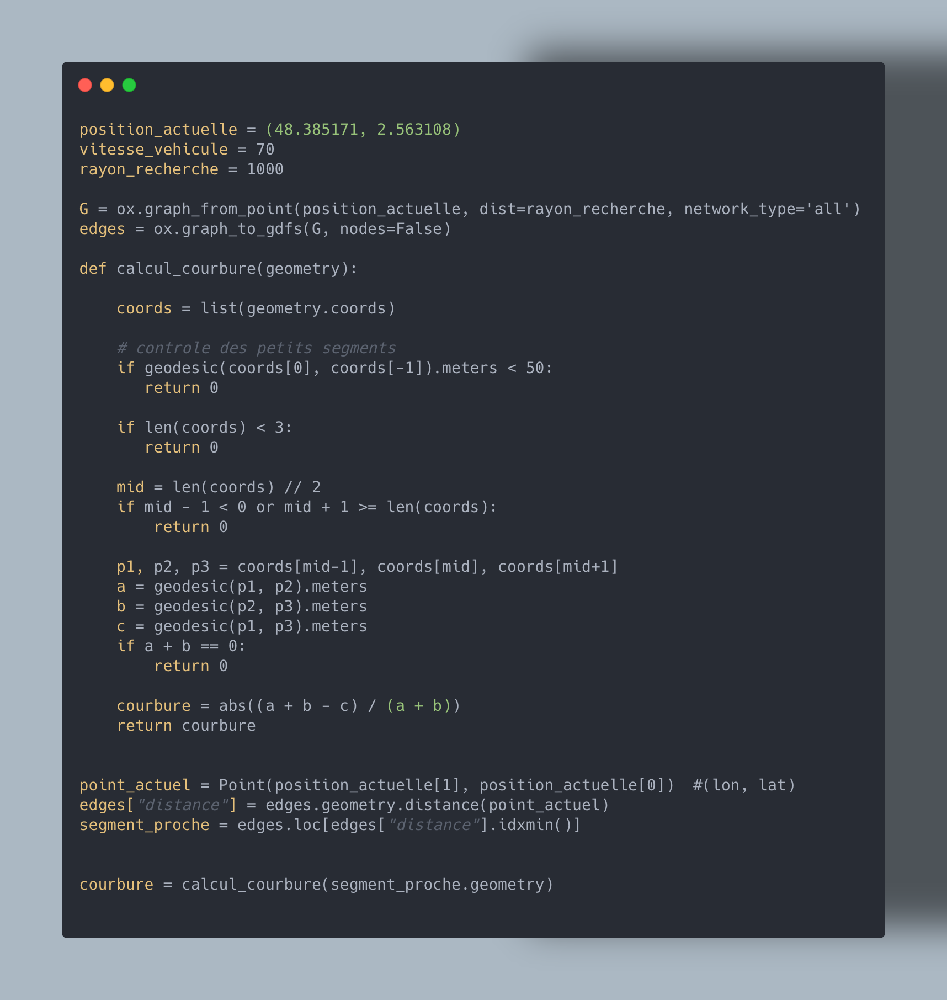 position_actuelle = (48.385171, 2.563108)
vitesse_vehicule = 70
rayon_recherche = 1000
G = ox.graph_from_point(position_actuelle, dist=rayon_recherche, network_type='all')
edges = ox.graph_to_gdfs(G, nodes=False)
def calcul_courbure(geometry):
    coords = list(geometry.coords)
    # controle des petits segments
    if geodesic(coords[0], coords[-1]).meters < 50:
       return 0
    if len(coords) < 3:
       return 0
    mid = len(coords) // 2
    if mid - 1 < 0 or mid + 1 >= len(coords):
        return 0
    p1, p2, p3 = coords[mid-1], coords[mid], coords[mid+1]
    a = geodesic(p1, p2).meters
    b = geodesic(p2, p3).meters
    c = geodesic(p1, p3).meters
    if a + b == 0:
        return 0
    courbure = abs((a + b - c) / (a + b))
    return courbure
point_actuel = Point(position_actuelle[1], position_actuelle[0])  #(lon, lat)
edges["distance"] = edges.geometry.distance(point_actuel)
segment_proche = edges.loc[edges["distance"].idxmin()]
courbure = calcul_courbure(segment_proche.geometry)